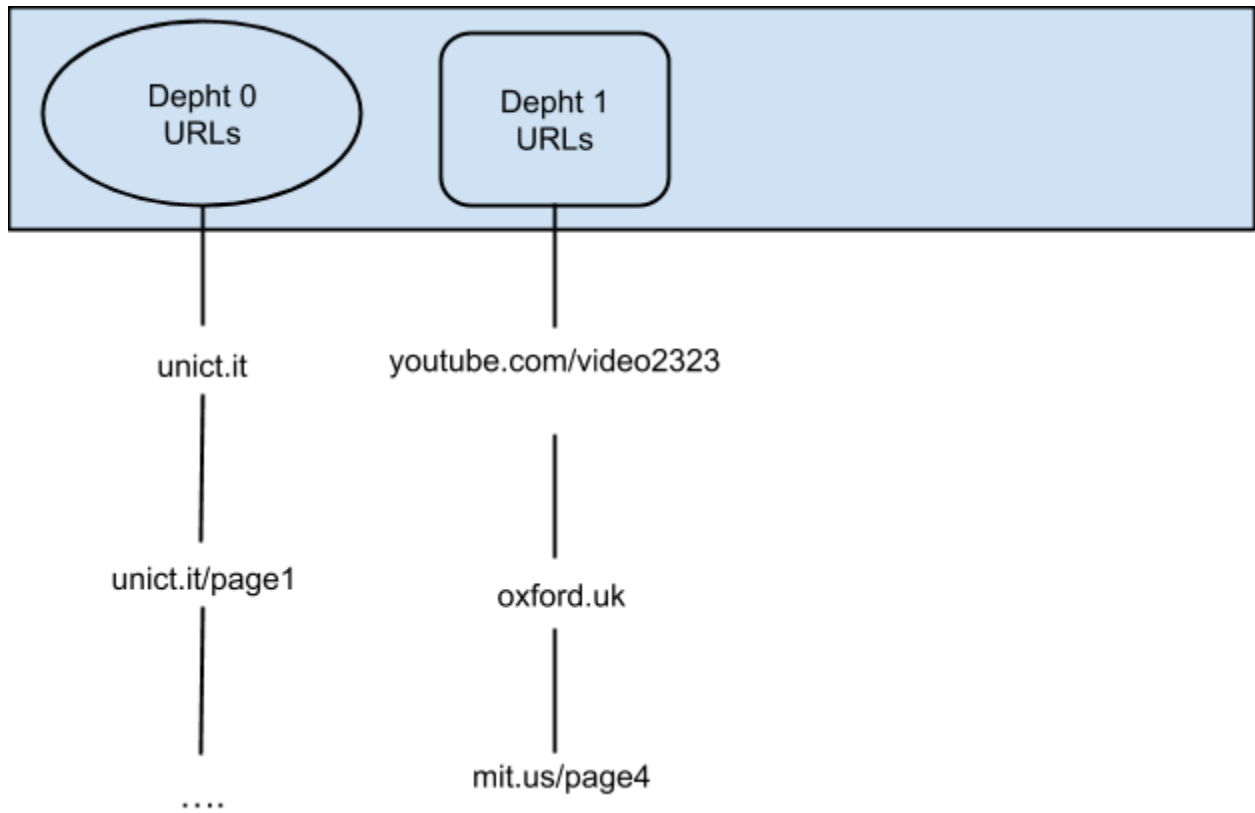 Depht 0
URLs
Depht 1
URLs
unict.it
youtube.com/video2323
unict.it/page1
oxford.uk
mit.us/page4
....